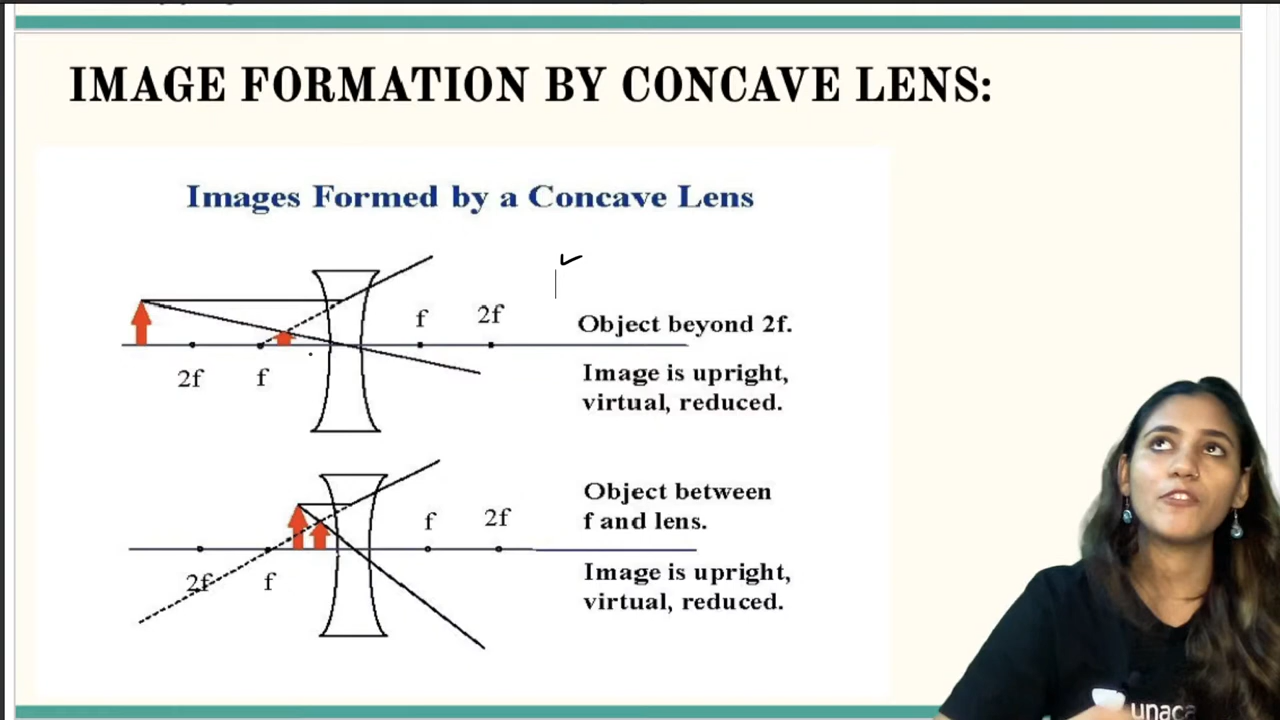 IMAGE FORMATION BY CONCAVE LENS:
Images Formed by a Concave Lens
f 2f
Object beyond 2f.
2f f
Image is upright,
virtual, reduced.
Object between
f and lens.
f 2f
2f f
Image is upright,
virtual, reduced.